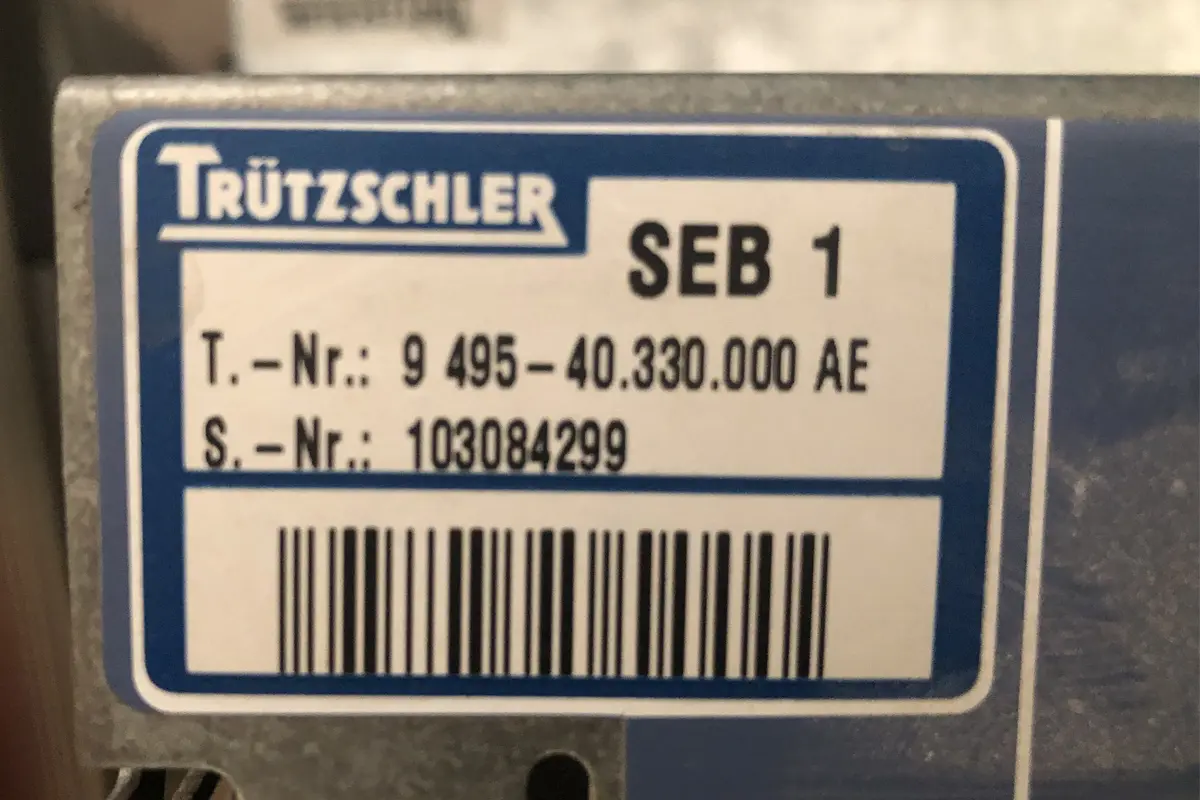 TRÜTZSCHLER
SEB 1
T.-Nr.: 9 495-40.330.000 AE
S.-Nr.: 103084299